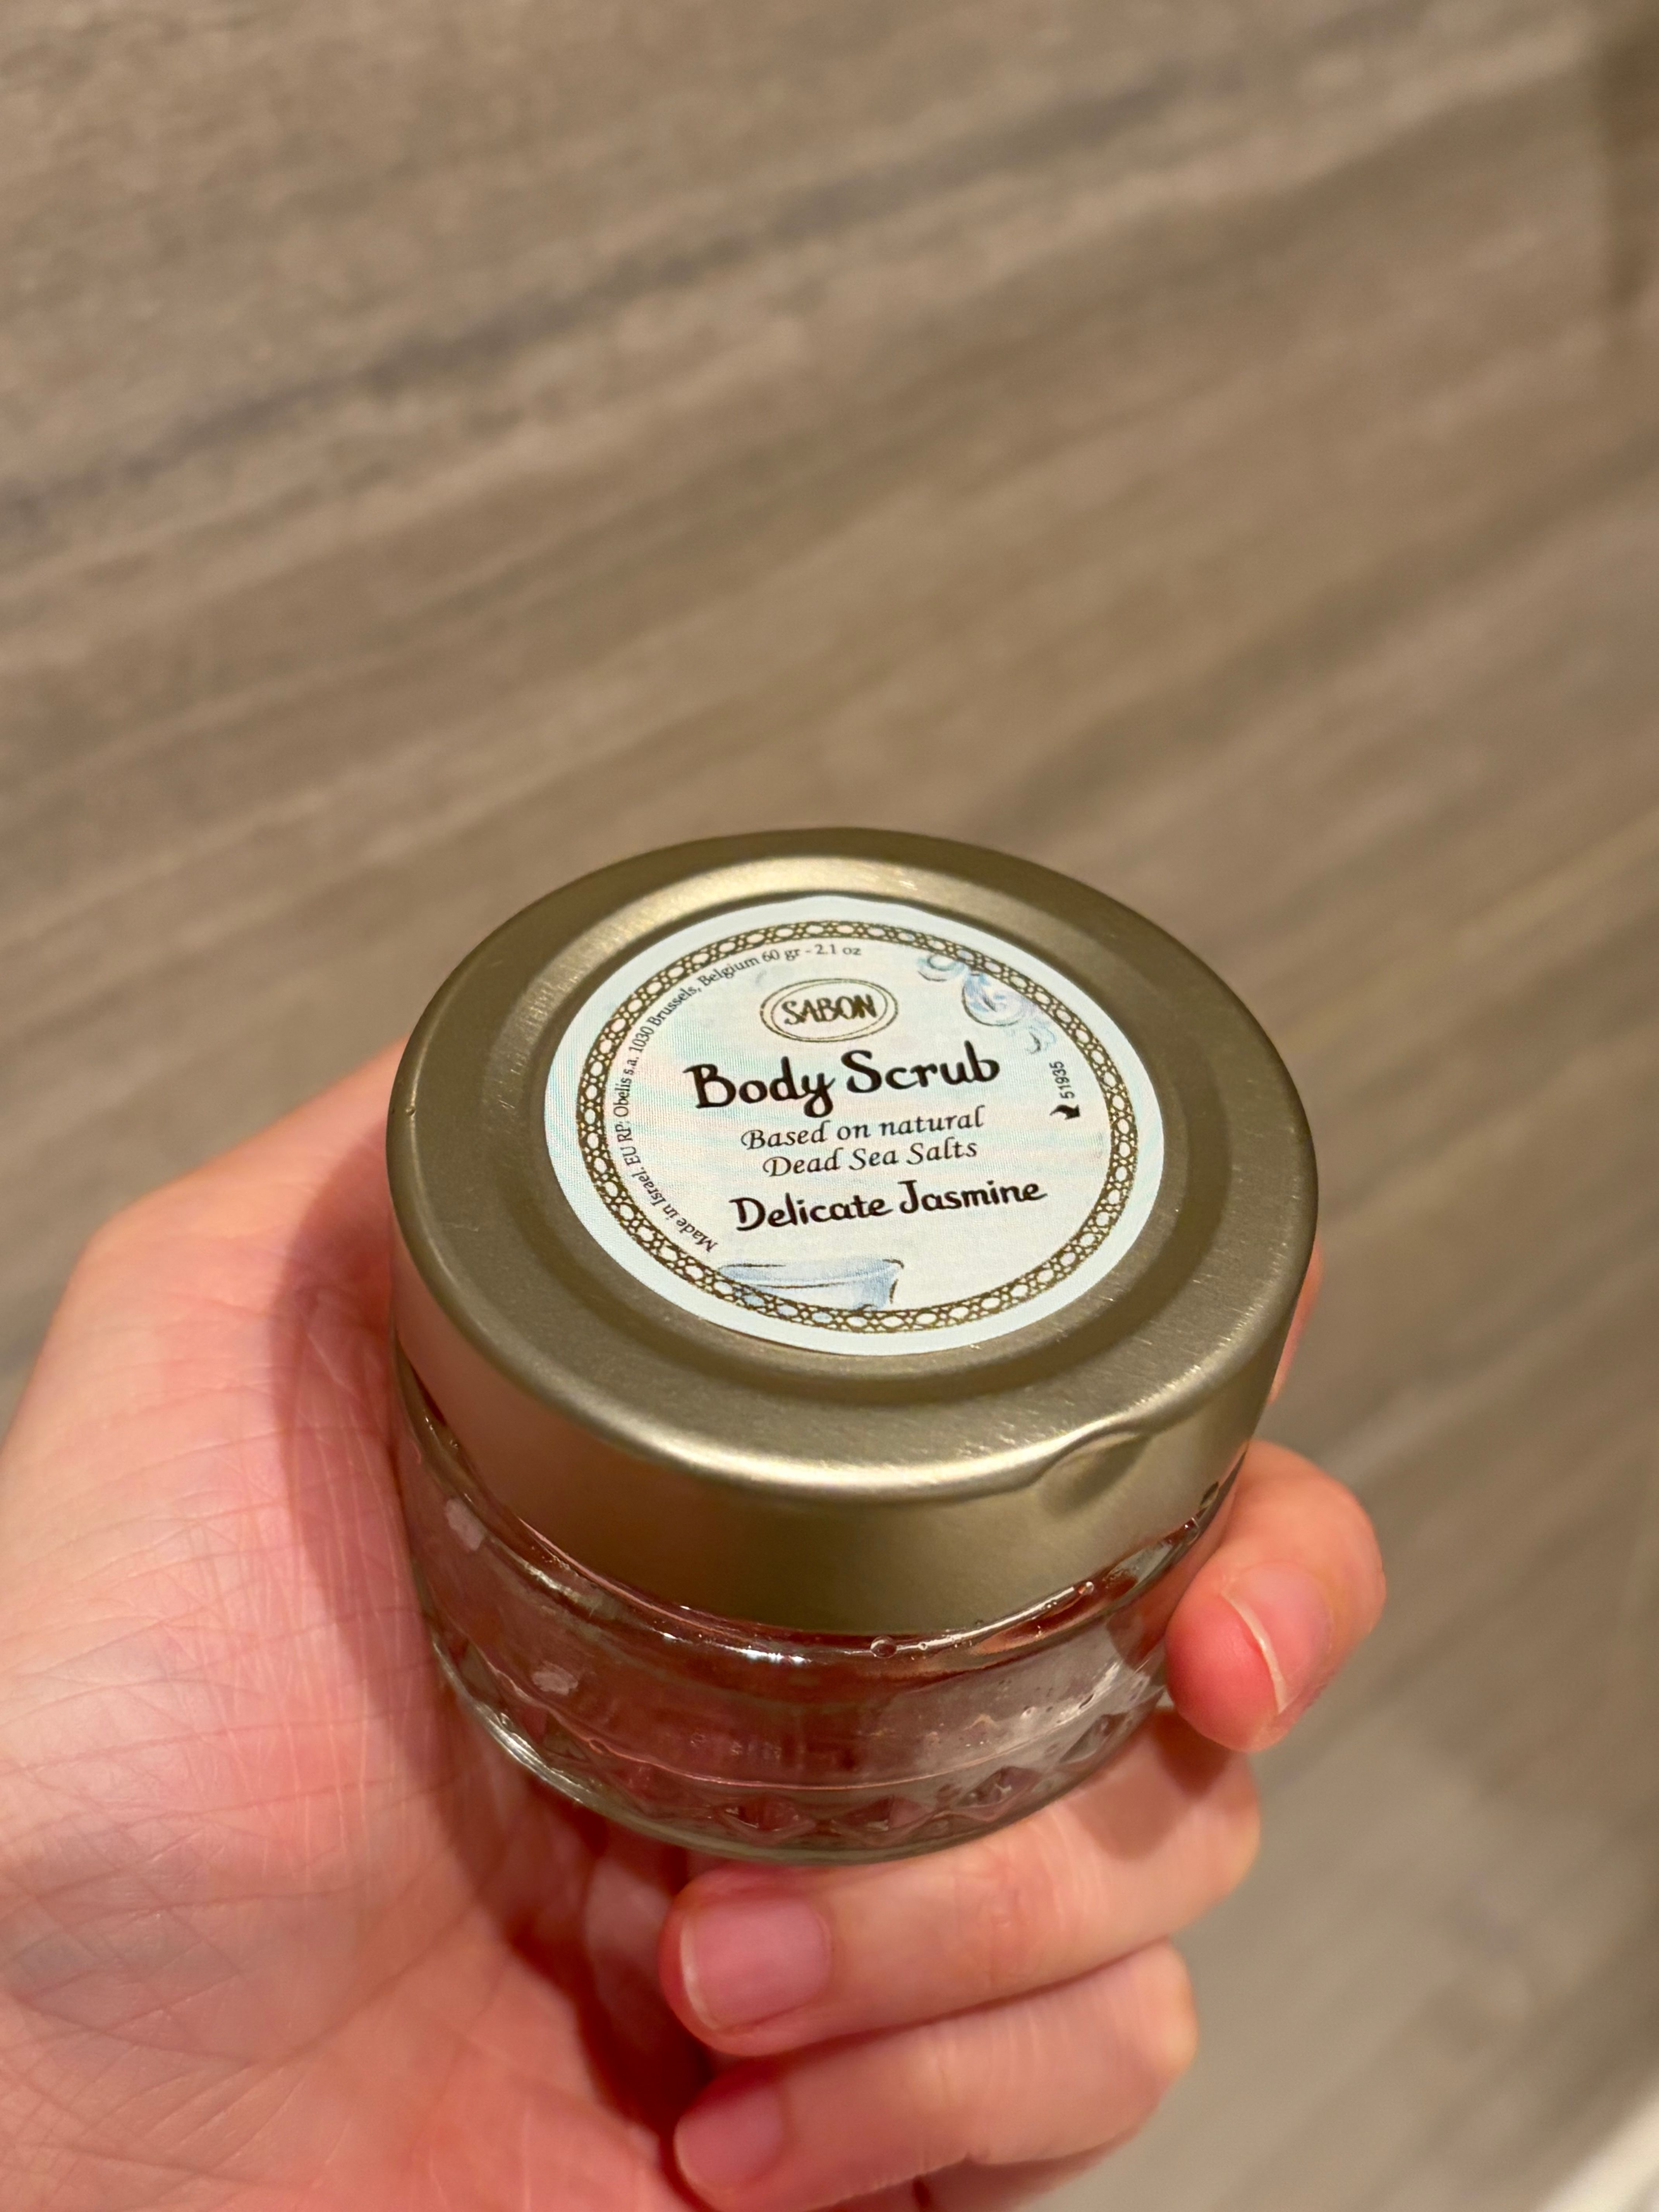 Made in Israel. EU RP: Obelis s.a. 1030 Brussels, Belgium 60 gr - 2.1 oz
SABON
Body Scrub
Based on natural
Dead Sea Salts
Delicate Jasmine
51935